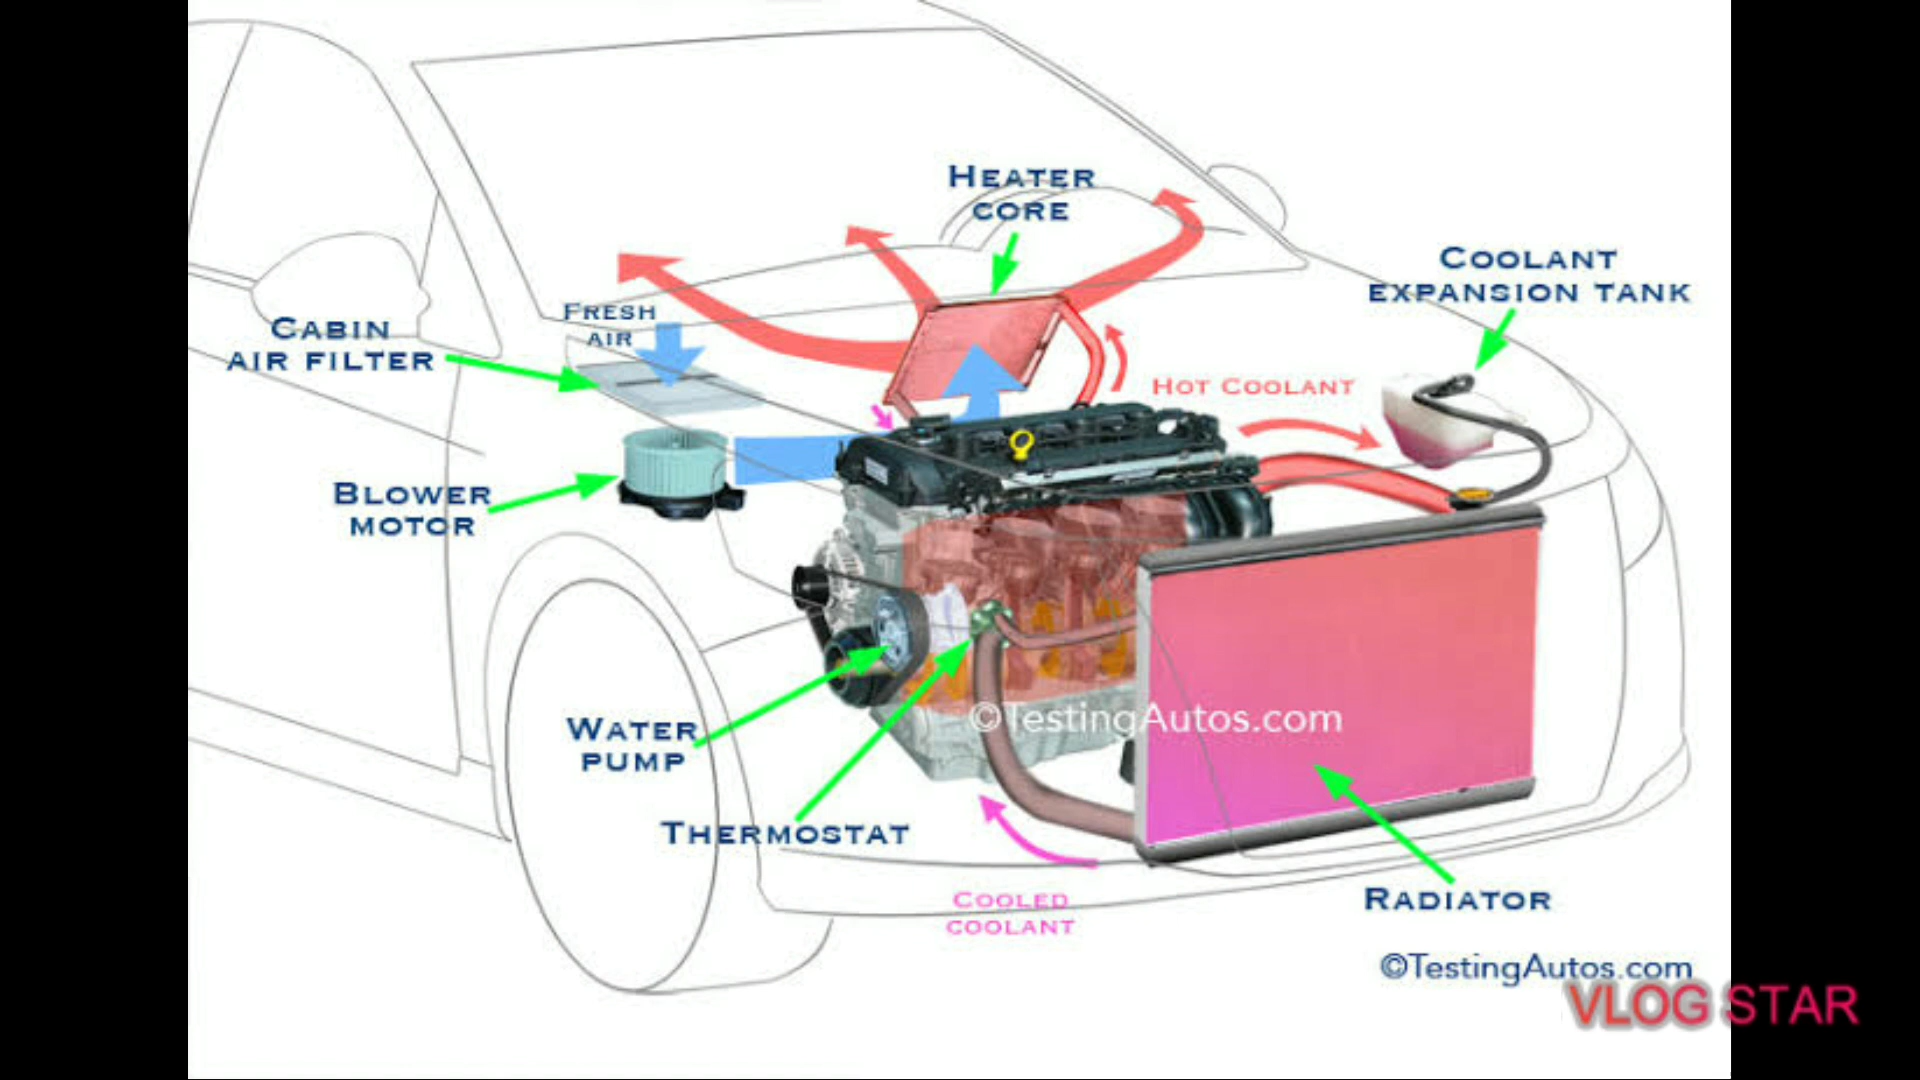 HEATER
CORE
COOLANT
EXPANSION TANK
FRESH
AIR
CABIN
AIR FILTER
HOT COOLANT
BLOWER
MOTOR
©TestingAutos.com
WATER
PUMP
THERMOSTAT
RADIATOR
COOLED
COOLANT
©TestingAutos.com
VLOG STAR